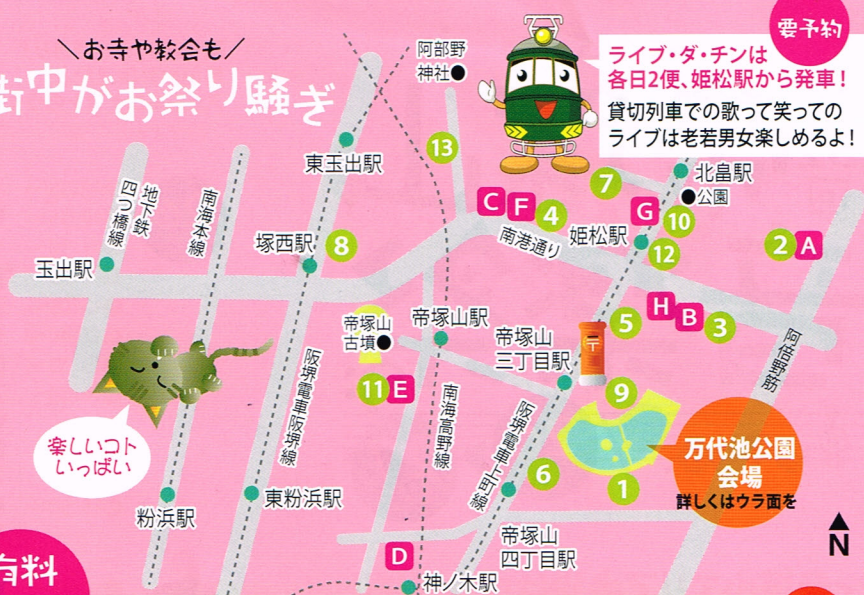 ＼お寺や教会も／
街中がお祭り騒ぎ
阿部野
神社
要予約
ライブ・ダ・チンは
各日2便、姫松駅から発車！
貸切列車での歌って笑っての
ライブは老若男女楽しめるよ！
13
東玉出駅
北畠駅
公園
7
地下鉄
四つ橋線
南海本線
C F 4
G 10
塚西駅 8
南港通り
姫松駅
12
2 A
玉出駅
帝塚山
古墳
帝塚山駅
帝塚山
三丁目駅
〒
5
H B 3
阿倍野筋
11 E
阪堺電車阪堺線
南海高野線
阪堺電車上町線
9
楽しいコト
いっぱい
万代池公園
会場
詳しくはウラ面を
6
1
粉浜駅
東粉浜駅
帝塚山
四丁目駅
N
D
神ノ木駅
有料